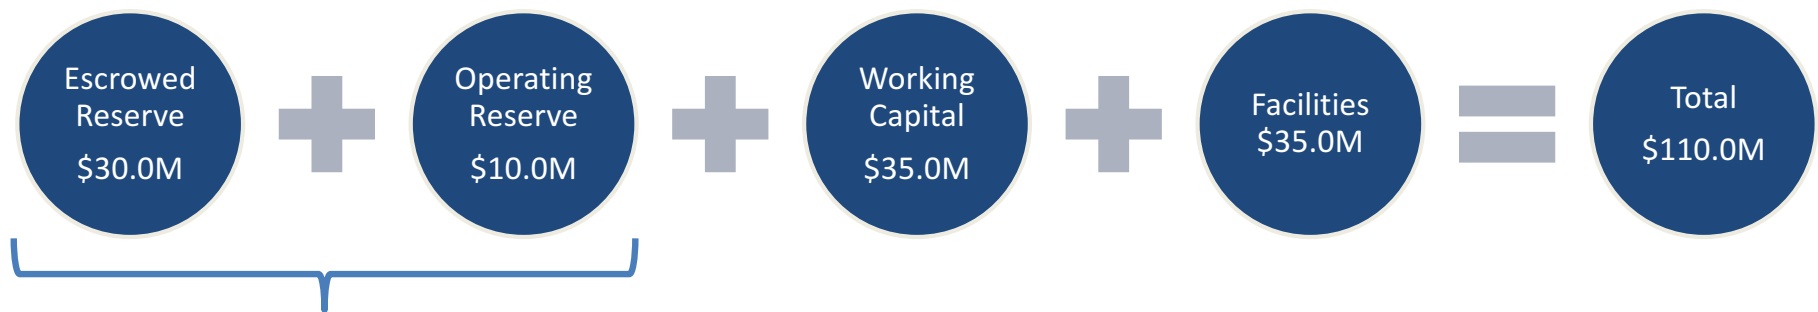 Escrowed
Reserve
$30.0M
Operating
Reserve
$10.0M
Working
Capital
$35.0M
Facilities
$35.0M
Total
$110.0M